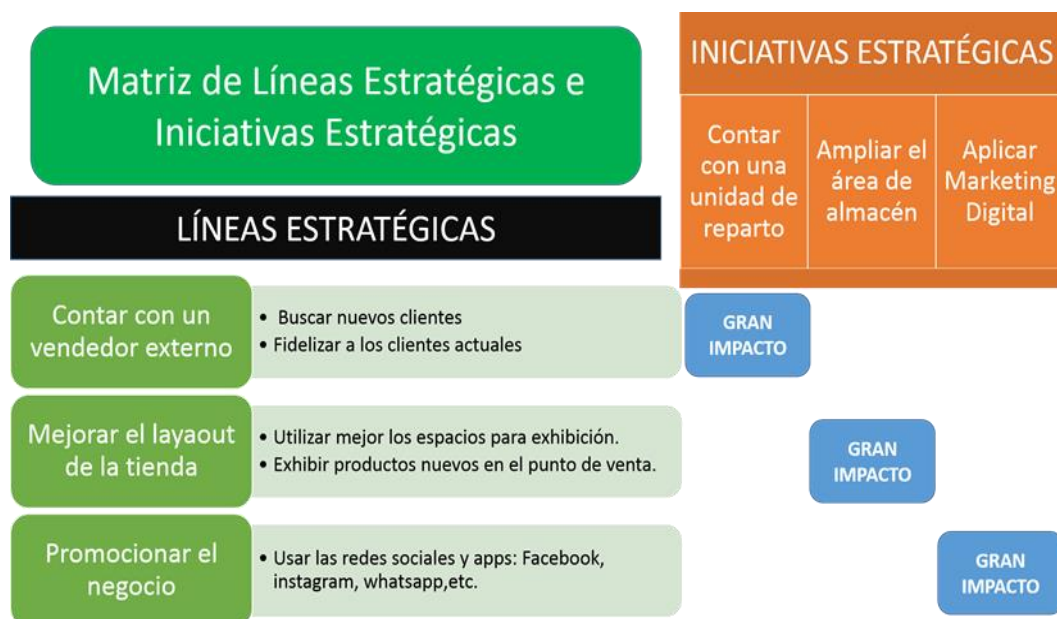 Matriz de Líneas Estratégicas e
Iniciativas Estratégicas
INICIATIVAS ESTRATÉGICAS
Contar
con una
unidad de
reparto
Ampliar el
área de
almacén
Aplicar
Marketing
Digital
LÍNEAS ESTRATÉGICAS
Contar con un
vendedor externo
• Buscar nuevos clientes
• Fidelizar a los clientes actuales
GRAN
IMPACTO
Mejorar el layaout
de la tienda
• Utilizar mejor los espacios para exhibición.
• Exhibir productos nuevos en el punto de venta.
GRAN
IMPACTO
Promocionar el
negocio
• Usar las redes sociales y apps: Facebook,
instagram, whatsapp,etc.
GRAN
IMPACTO